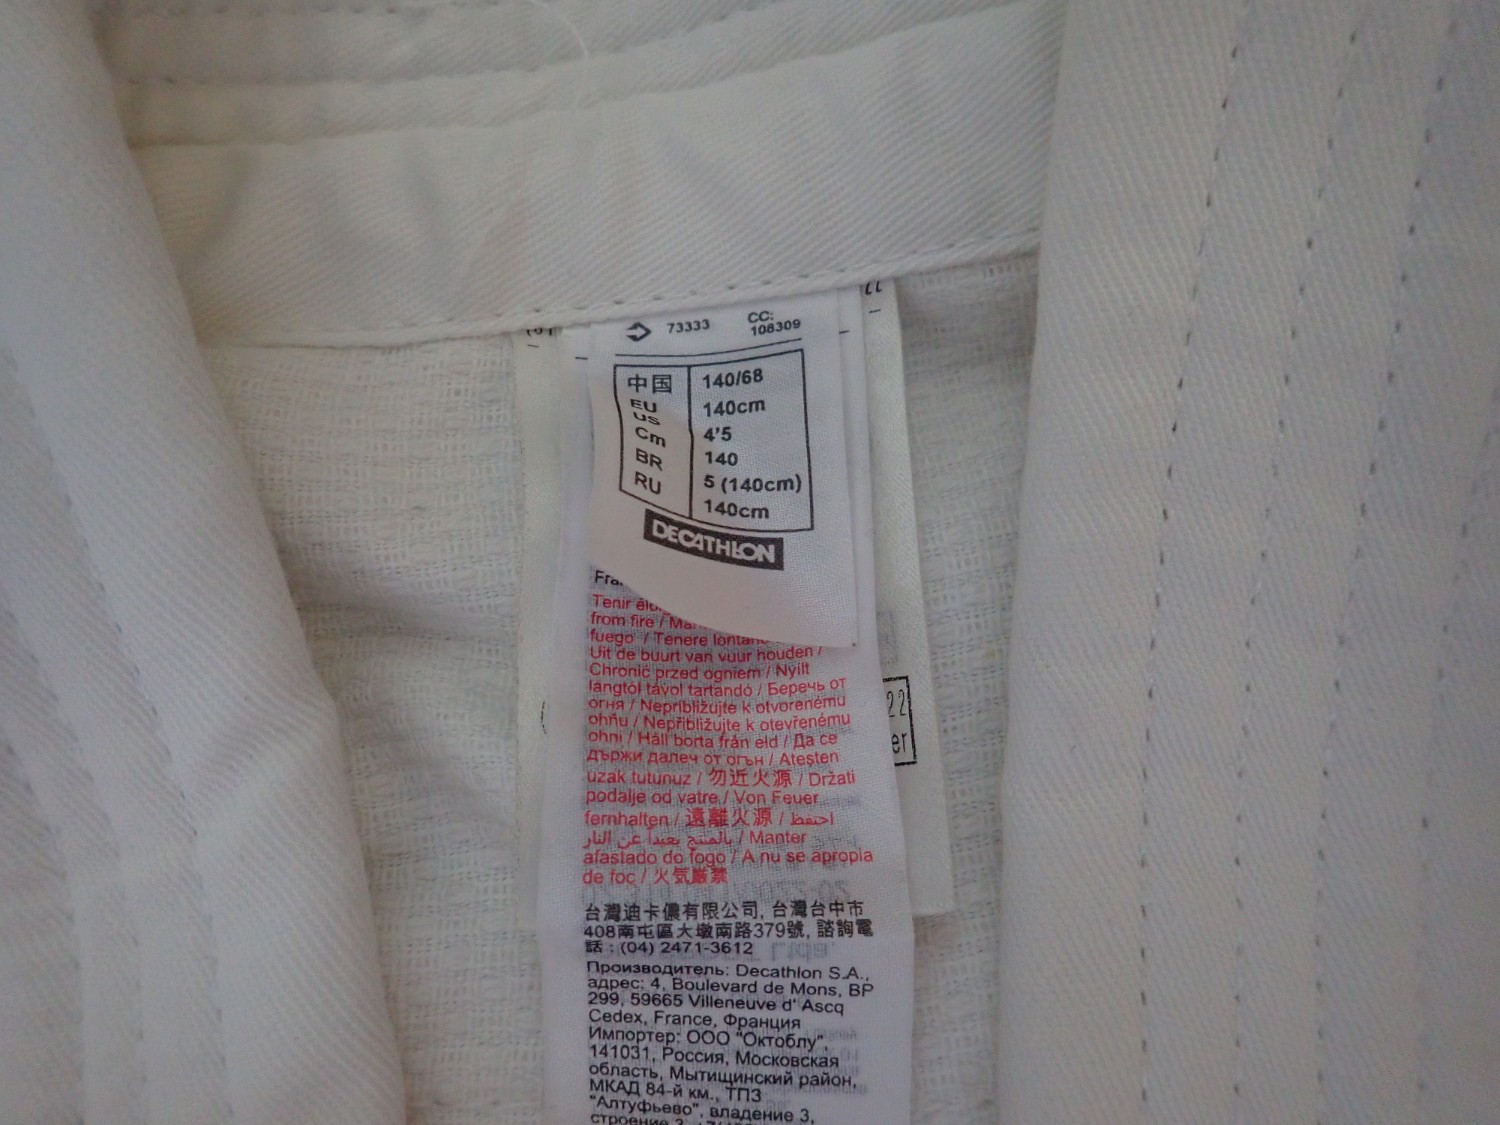 73333 CC:
108309
中国 140/68
EU 140cm
US 4'5
Cm 140
BR 5 (140cm)
RU 140cm
DECATHLON
Tenir
from fire /
fuego / Tenere lontano
Uit de buurt van vuur houden /
Chronić przed ogniem / Nyílt
lángtól távol tartandó / Беречь от
огня / Nepribližujte k otvorenému
ohňu / Nepřibližujte k otevřenému
ohni / Håll borta från eld / Да се
държи далеч от огън / Ateşten
uzak tutunuz / 勿近火源 / Držati
podalje od vatre / Von Feuer
fernhalten / 遠離火源 / احتفظ
بالمنتج بعيداً عن النار / Manter
afastado do fogo / A nu se apropia
de foc / 火気厳禁
台灣迪卡儂有限公司, 台灣台中市
408南屯區大墩南路379號, 諮詢電
話 : (04) 2471-3612
Производитель: Decathlon S.A.,
адрес: 4, Boulevard de Mons, BP
299, 59665 Villeneuve d' Ascq
Cedex, France, Франция
Импортер: ООО "Октоблу",
141031, Россия, Московская
область, Мытищинский район,
МКАД 84-й км., ТПЗ
"Алтуфьево", владение 3,
строение 3,
22
er